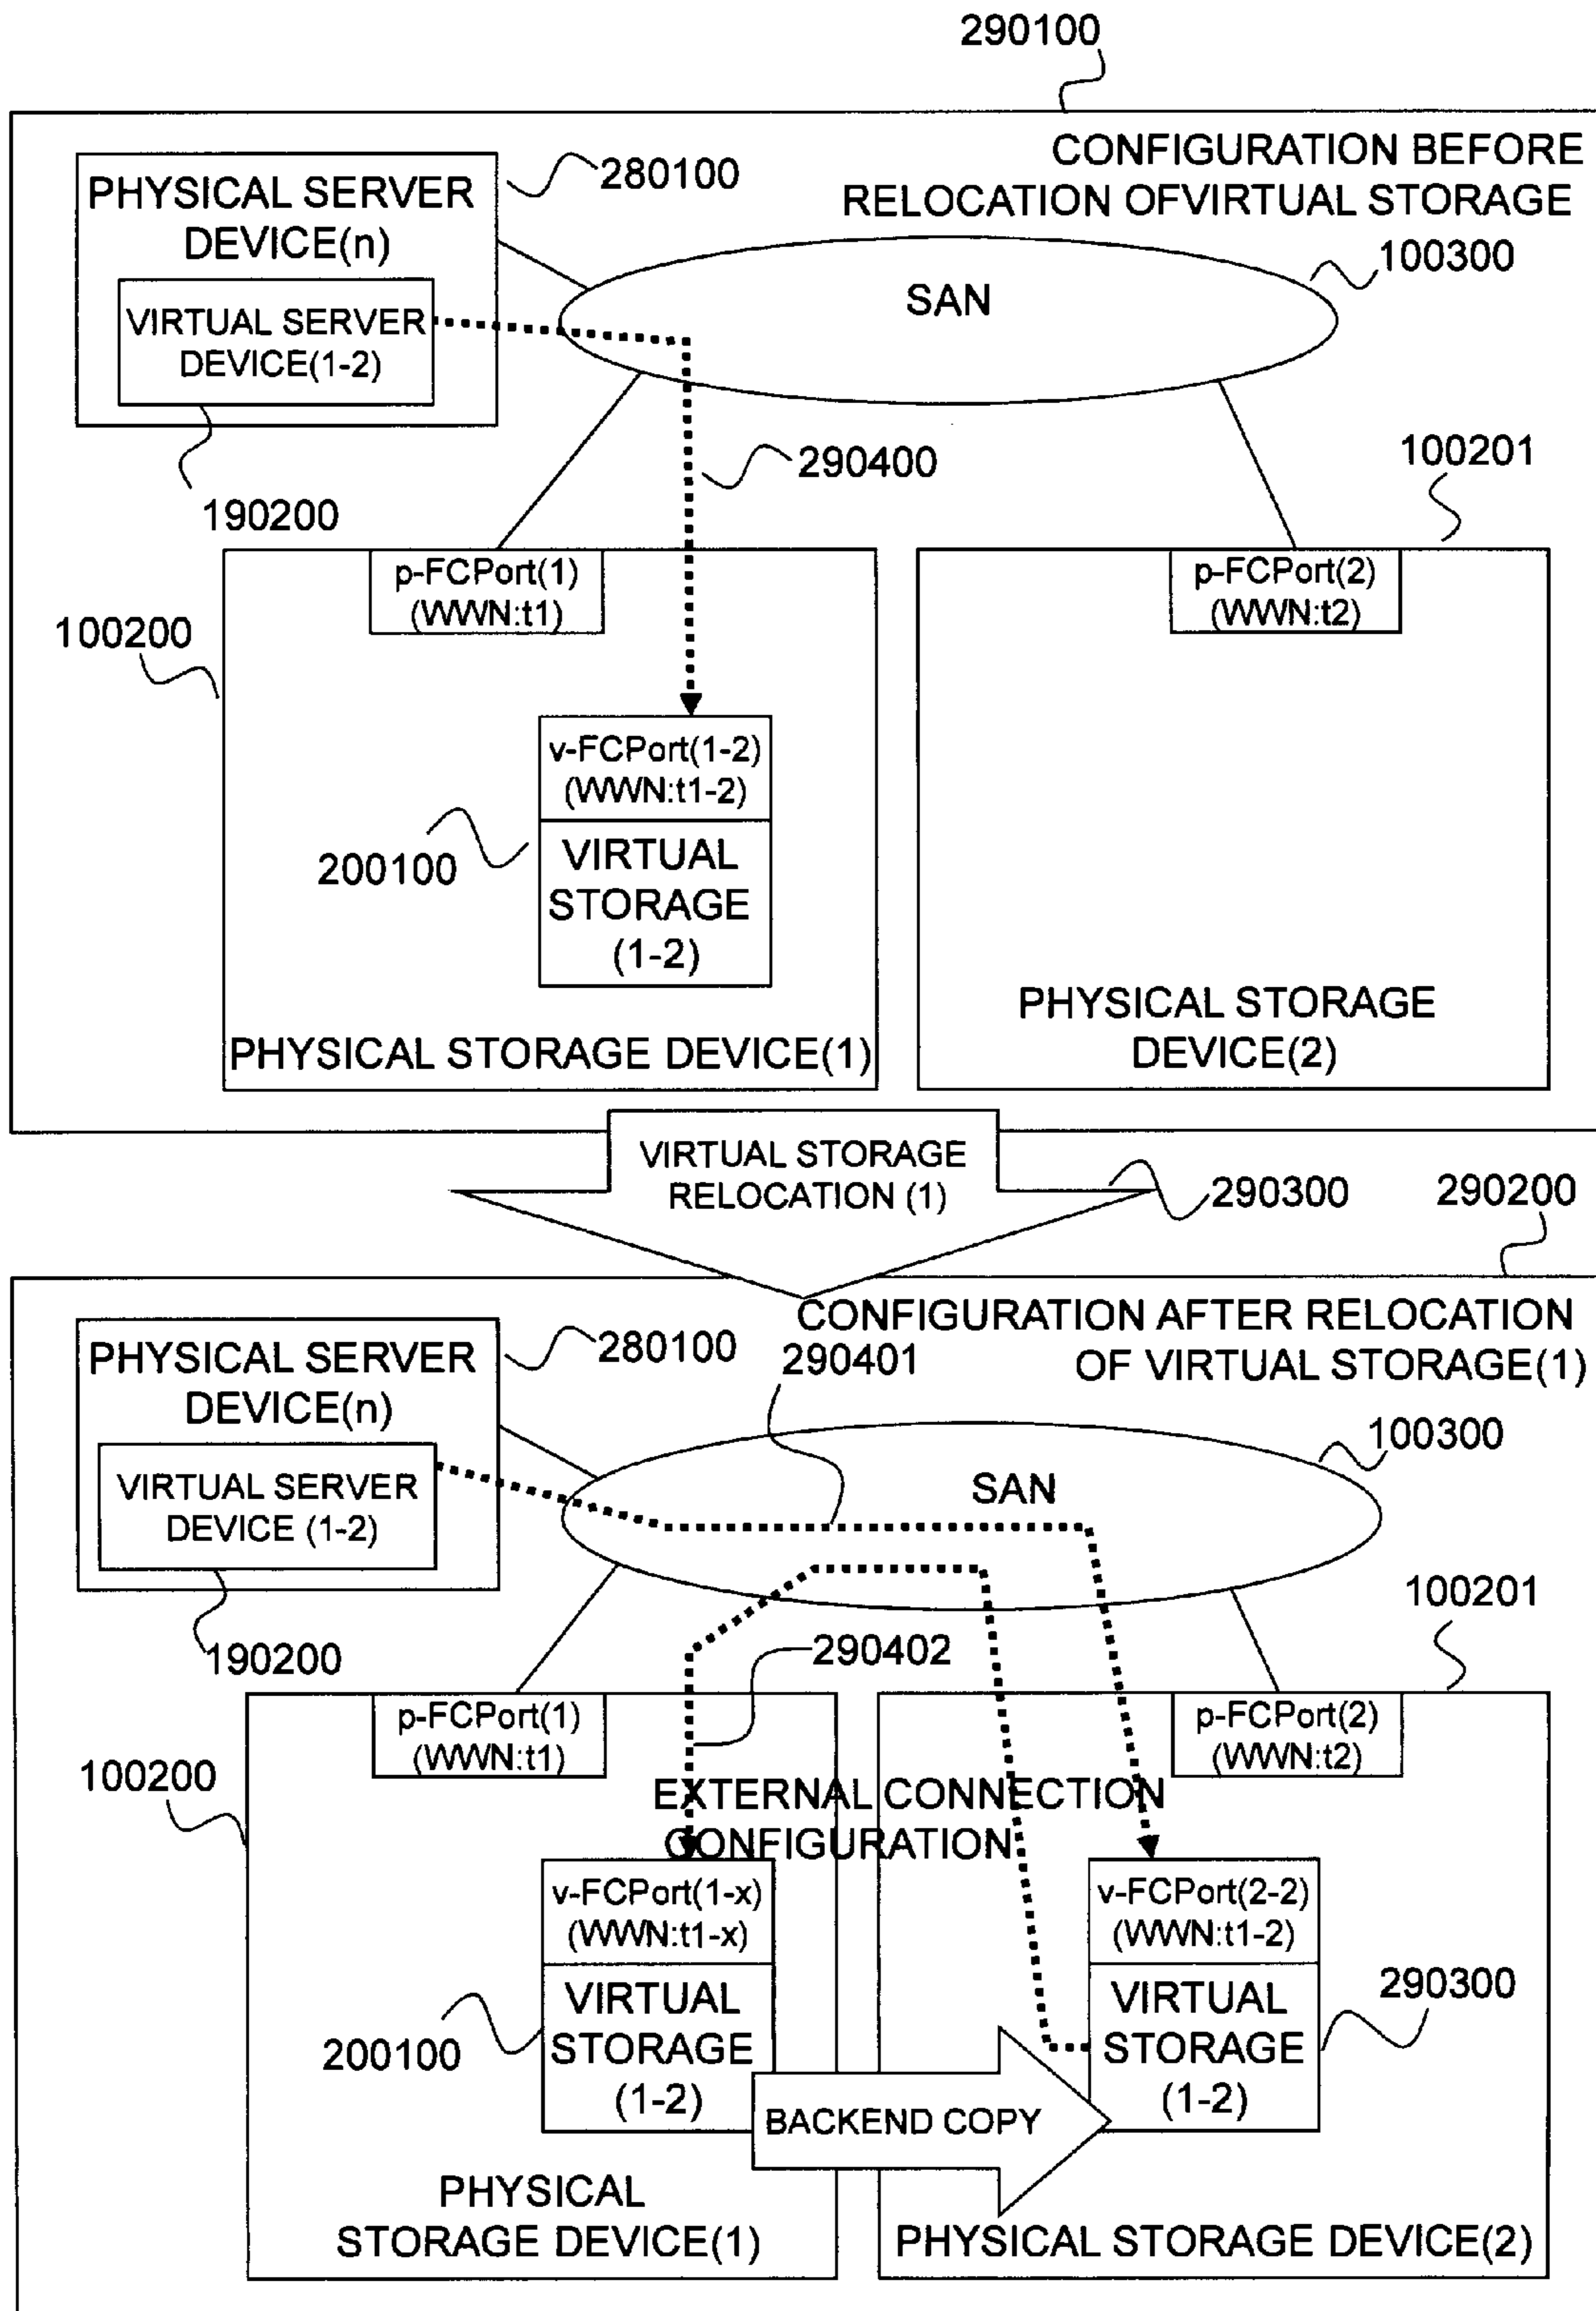 290100
CONFIGURATION BEFORE
RELOCATION OFVIRTUAL STORAGE
PHYSICAL SERVER
DEVICE(n)
280100
VIRTUAL SERVER
DEVICE(1-2)
SAN
100300
190200
290400
100201
p-FCPort(1)
(WWN:t1)
p-FCPort(2)
(WWN:t2)
100200
v-FCPort(1-2)
(WWN:t1-2)
200100
VIRTUAL
STORAGE
(1-2)
PHYSICAL STORAGE DEVICE(1)
PHYSICAL STORAGE
DEVICE(2)
VIRTUAL STORAGE
RELOCATION (1)
290300
290200
CONFIGURATION AFTER RELOCATION
OF VIRTUAL STORAGE(1)
PHYSICAL SERVER
DEVICE(n)
280100
290401
VIRTUAL SERVER
DEVICE (1-2)
SAN
100300
190200
290402
100201
p-FCPort(1)
(WWN:t1)
p-FCPort(2)
(WWN:t2)
100200
EXTERNAL CONNECTION
CONFIGURATION
v-FCPort(1-x)
(WWN:t1-x)
v-FCPort(2-2)
(WWN:t1-2)
200100
VIRTUAL
STORAGE
(1-2)
VIRTUAL
STORAGE
(1-2)
290300
BACKEND COPY
PHYSICAL
STORAGE DEVICE(1)
PHYSICAL STORAGE DEVICE(2)